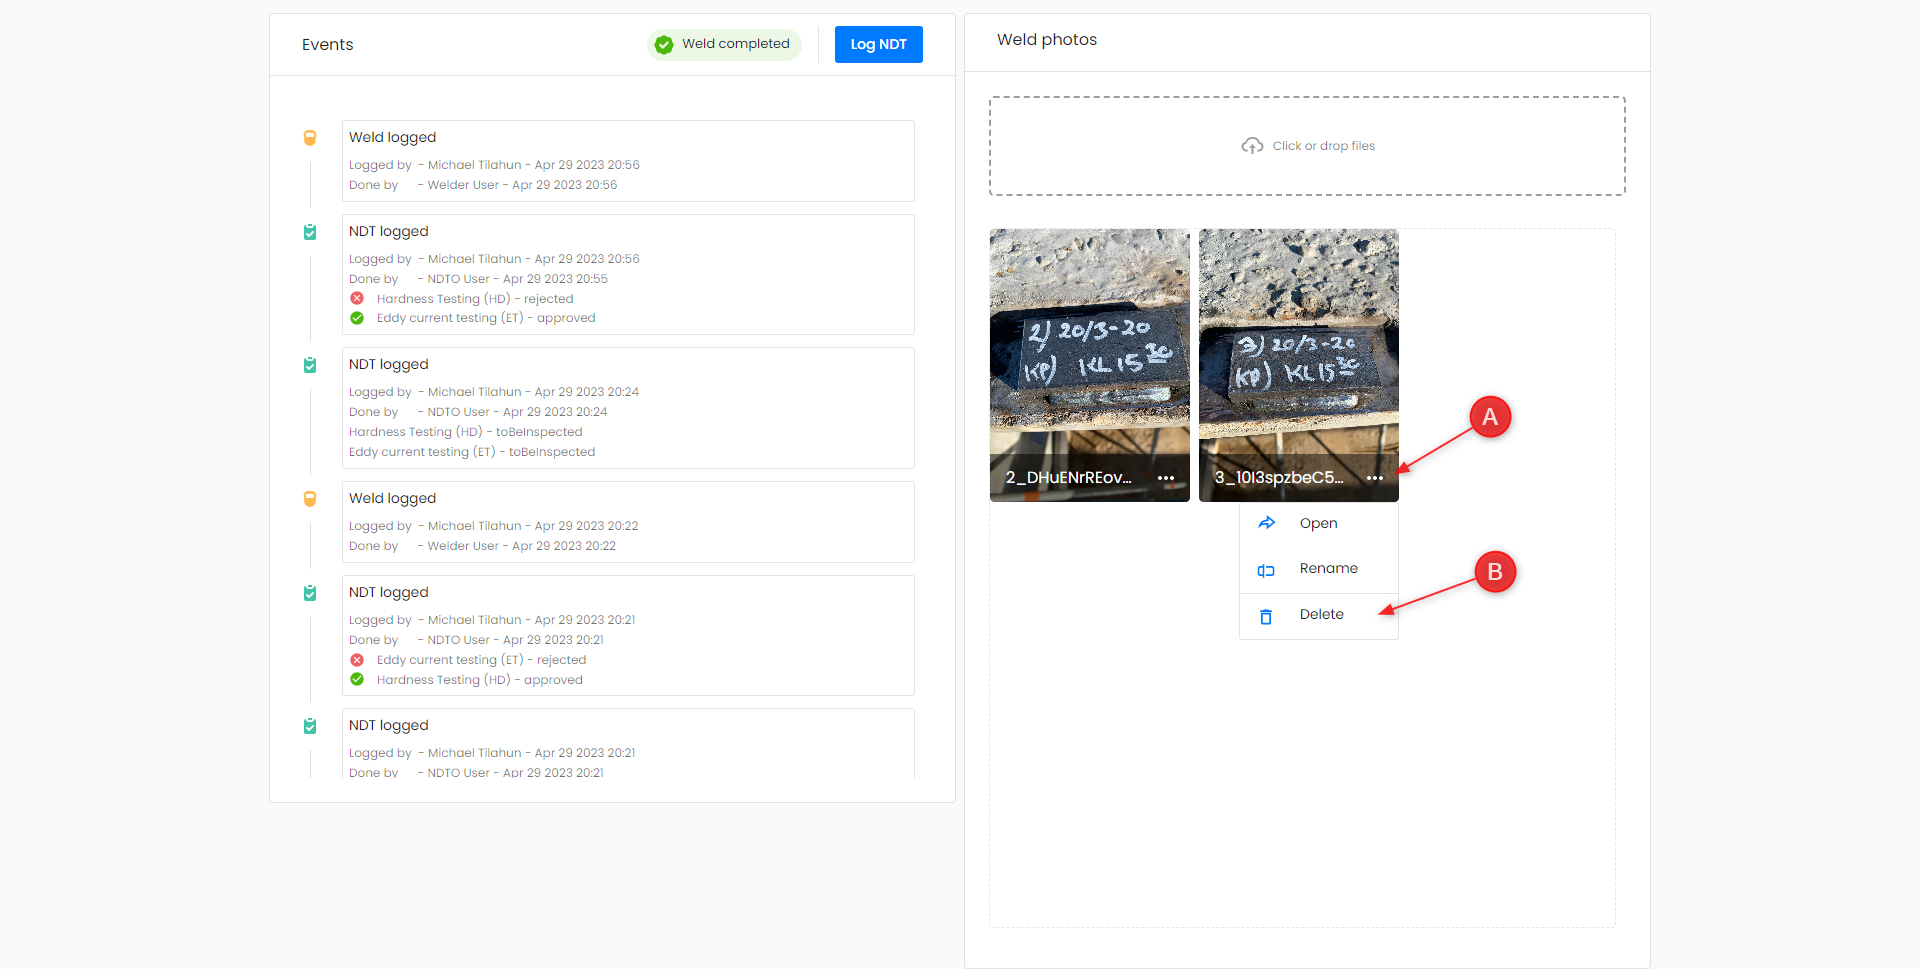 Events
Weld completed
Log NDT
Weld logged
Logged by - Michael Tilahun - Apr 29 2023 20:56
Done by - Welder User - Apr 29 2023 20:56
NDT logged
Logged by - Michael Tilahun - Apr 29 2023 20:56
Done by - NDTO User - Apr 29 2023 20:55
Hardness Testing (HD) - rejected
Eddy current testing (ET) - approved
NDT logged
Logged by - Michael Tilahun - Apr 29 2023 20:24
Done by - NDTO User - Apr 29 2023 20:24
Hardness Testing (HD) - toBeInspected
Eddy current testing (ET) - toBeInspected
Weld logged
Logged by - Michael Tilahun - Apr 29 2023 20:22
Done by - Welder User - Apr 29 2023 20:22
NDT logged
Logged by - Michael Tilahun - Apr 29 2023 20:21
Done by - NDTO User - Apr 29 2023 20:21
Eddy current testing (ET) - rejected
Hardness Testing (HD) - approved
NDT logged
Logged by - Michael Tilahun - Apr 29 2023 20:21
Done by - NDTO User - Apr 29 2023 20:21
Weld photos
Click or drop files
2) 20/3-20
KP) KL 15 30
2_DHuENrREov...
3) 20/3-20
KP) KL 15 30
3_10I3spzbeC5...
A
Open
Rename
Delete
B